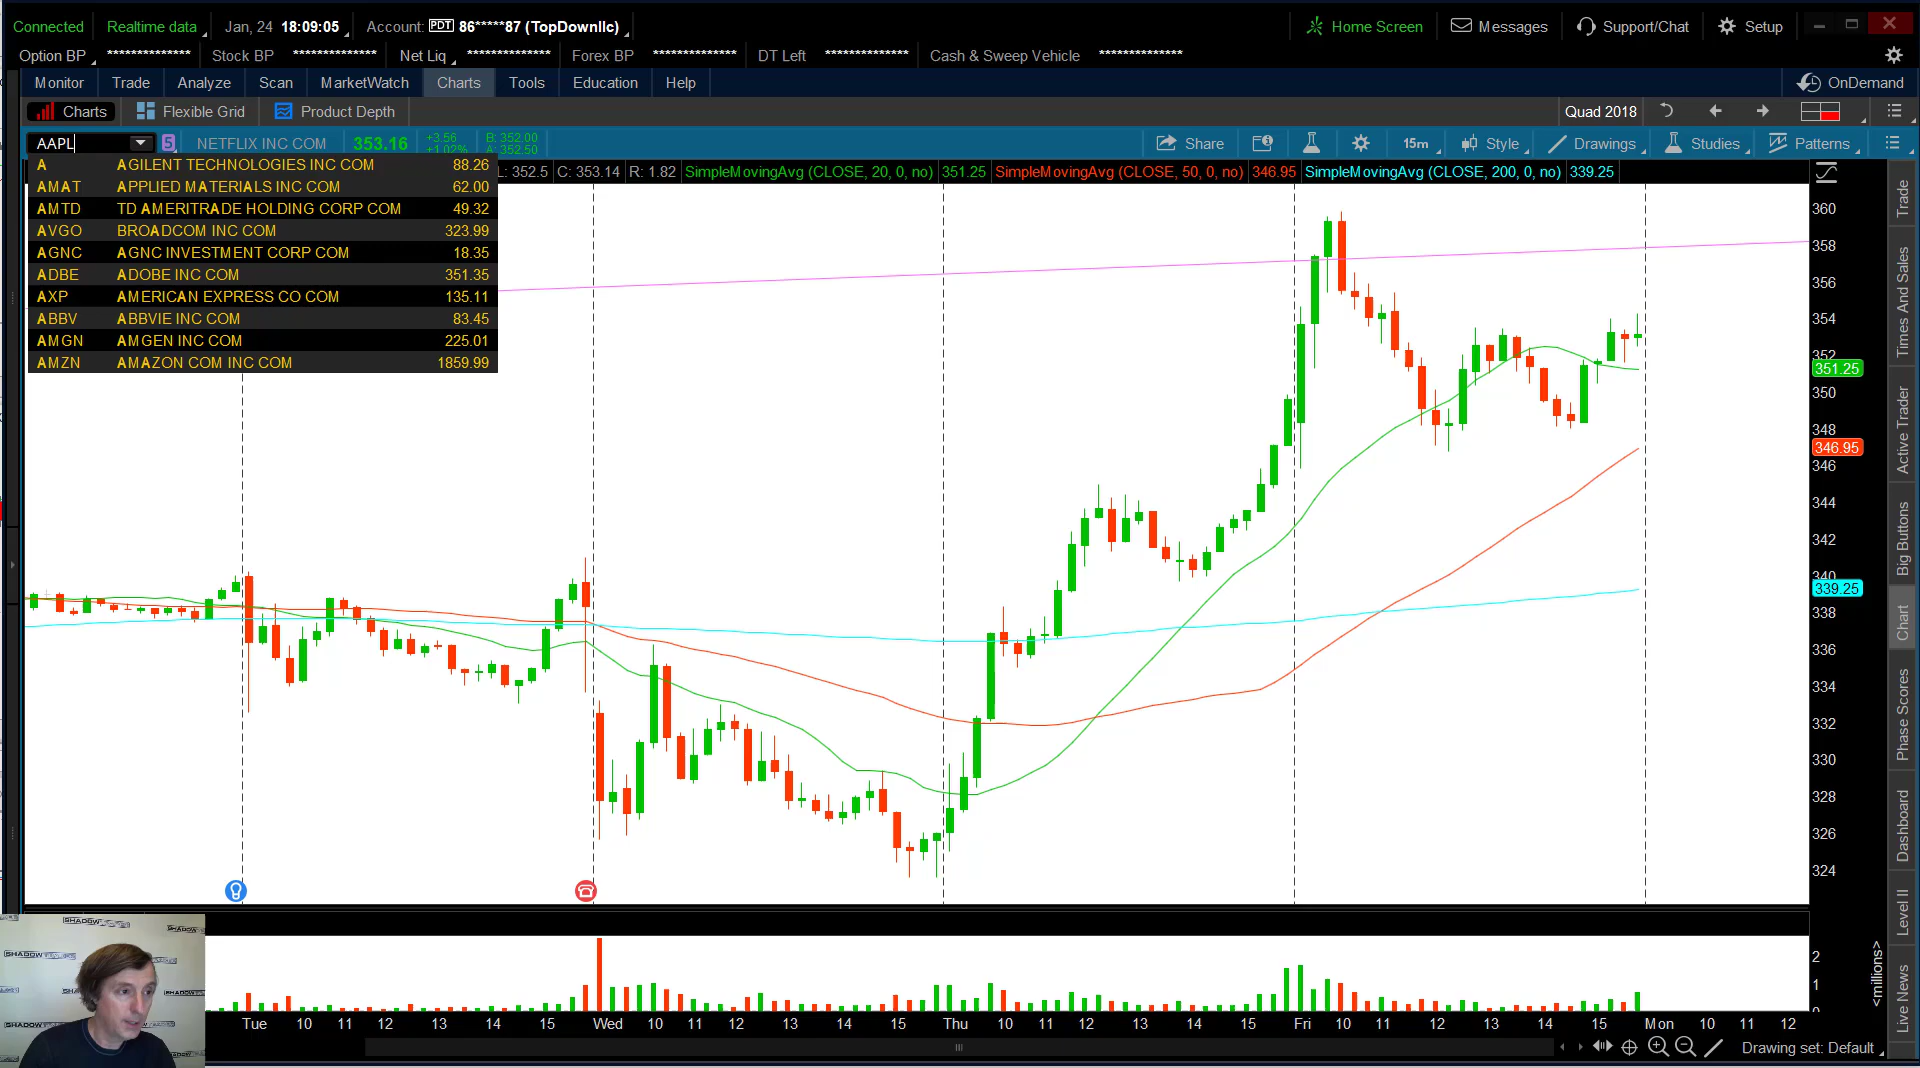 Connected Realtime data Jan, 24 18:09:05 Account: PDT 86*****87 (TopDownllc) Home Screen Messages Support/Chat Setup
Option BP ************** Stock BP ************** Net Liq ************** Forex BP ************** DT Left ************** Cash & Sweep Vehicle **************
Monitor Trade Analyze Scan MarketWatch Charts Tools Education Help OnDemand
Charts Flexible Grid Product Depth Quad 2018
AAPL 5 NETFLIX INC COM 353.16 +3.56 +1.02% B: 352.00 A: 352.50 Share 15m Style Drawings Studies Patterns
L: 352.5 C: 353.14 R: 1.82 SimpleMovingAvg (CLOSE, 20, 0, no) 351.25 SimpleMovingAvg (CLOSE, 50, 0, no) 346.95 SimpleMovingAvg (CLOSE, 200, 0, no) 339.25
A AGILENT TECHNOLOGIES INC COM 88.26
AMAT APPLIED MATERIALS INC COM 62.00
AMTD TD AMERITRADE HOLDING CORP COM 49.32
AVGO BROADCOM INC COM 323.99
AGNC AGNC INVESTMENT CORP COM 18.35
ADBE ADOBE INC COM 351.35
AXP AMERICAN EXPRESS CO COM 135.11
ABBV ABBVIE INC COM 83.45
AMGN AMGEN INC COM 225.01
AMZN AMAZON COM INC COM 1859.99
360
358
356
354
352
351.25
350
348
346.95
346
344
342
340
339.25
338
336
334
332
330
328
326
324
2
1
0
<millions>
Tue 10 11 12 13 14 15 Wed 10 11 12 13 14 15 Thu 10 11 12 13 14 15 Fri 10 11 12 13 14 15 Mon 10 11 12
Drawing set: Default
Trade
Times And Sales
Active Trader
Big Buttons
Chart
Phase Scores
Dashboard
Level II
Live News
SHADOW